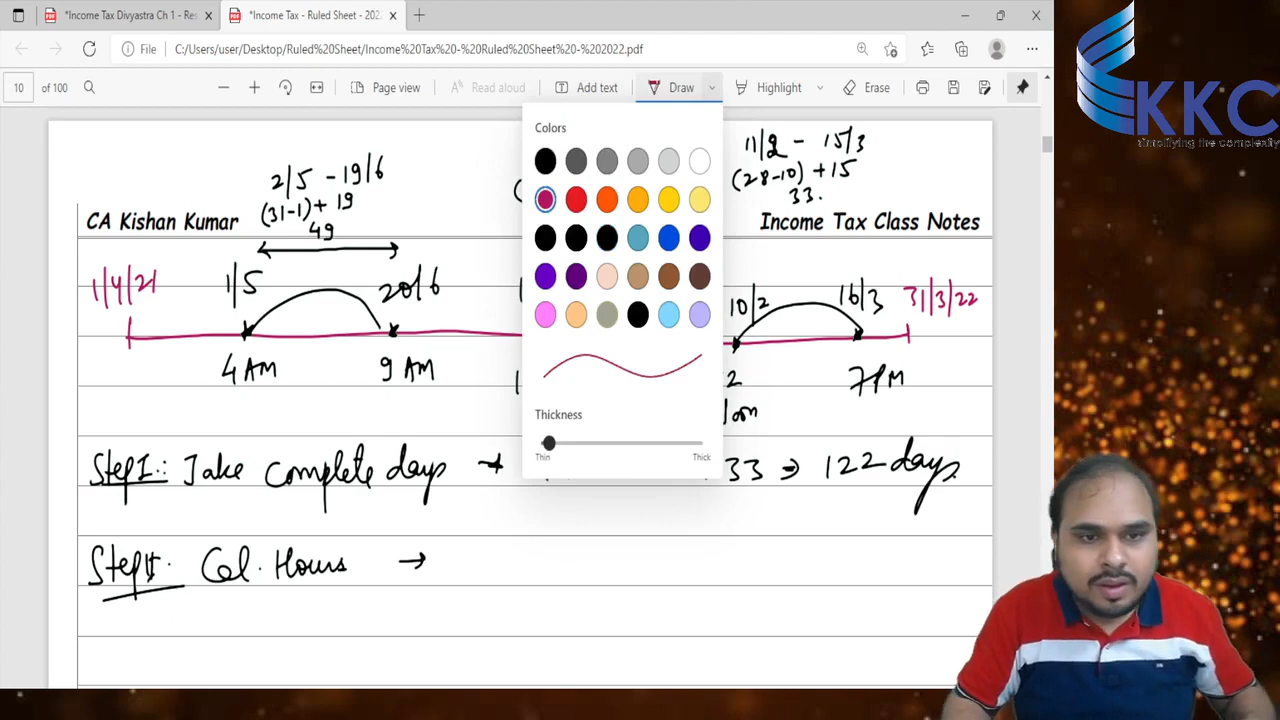 *Income Tax Divyastra Ch 1 - Res
*Income Tax - Ruled Sheet - 202
File
C:/Users/user/Desktop/Ruled%20Sheet/Income%20Tax%20-%20Ruled%20Sheet%20-%202022.pdf
10 of 100
Page view
Read aloud
Add text
Draw
Highlight
Erase
KKC
simplifying the complexity
Colors
2/5 - 19/6
(31-1) + 19
49
11/2 - 15/3
(28-10) + 15
33.
CA Kishan Kumar
Income Tax Class Notes
1/4/21
1/5
20/6
10/2
16/3
31/3/22
4 AM
9 AM
7 PM
Thickness
Thin
Thick
Step I: Take complete days →
33 ⇒ 122 days.
Step II. Cal. Hours →